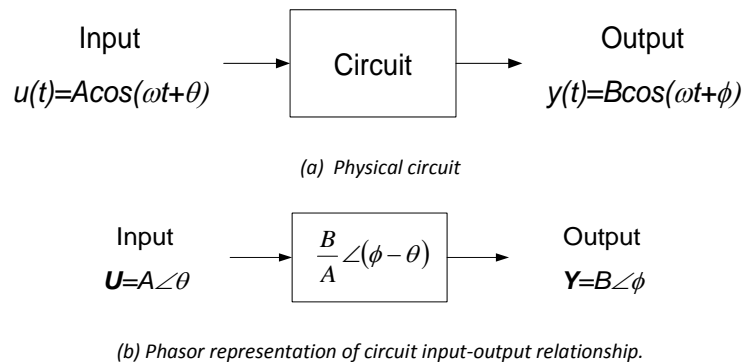 Input
u(t)=Acos(ωt+θ)
Circuit
Output
y(t)=Bcos(ωt+ϕ)
(a) Physical circuit
Input
U=A∠θ
B/A ∠(ϕ−θ)
Output
Y=B∠ϕ
(b) Phasor representation of circuit input-output relationship.